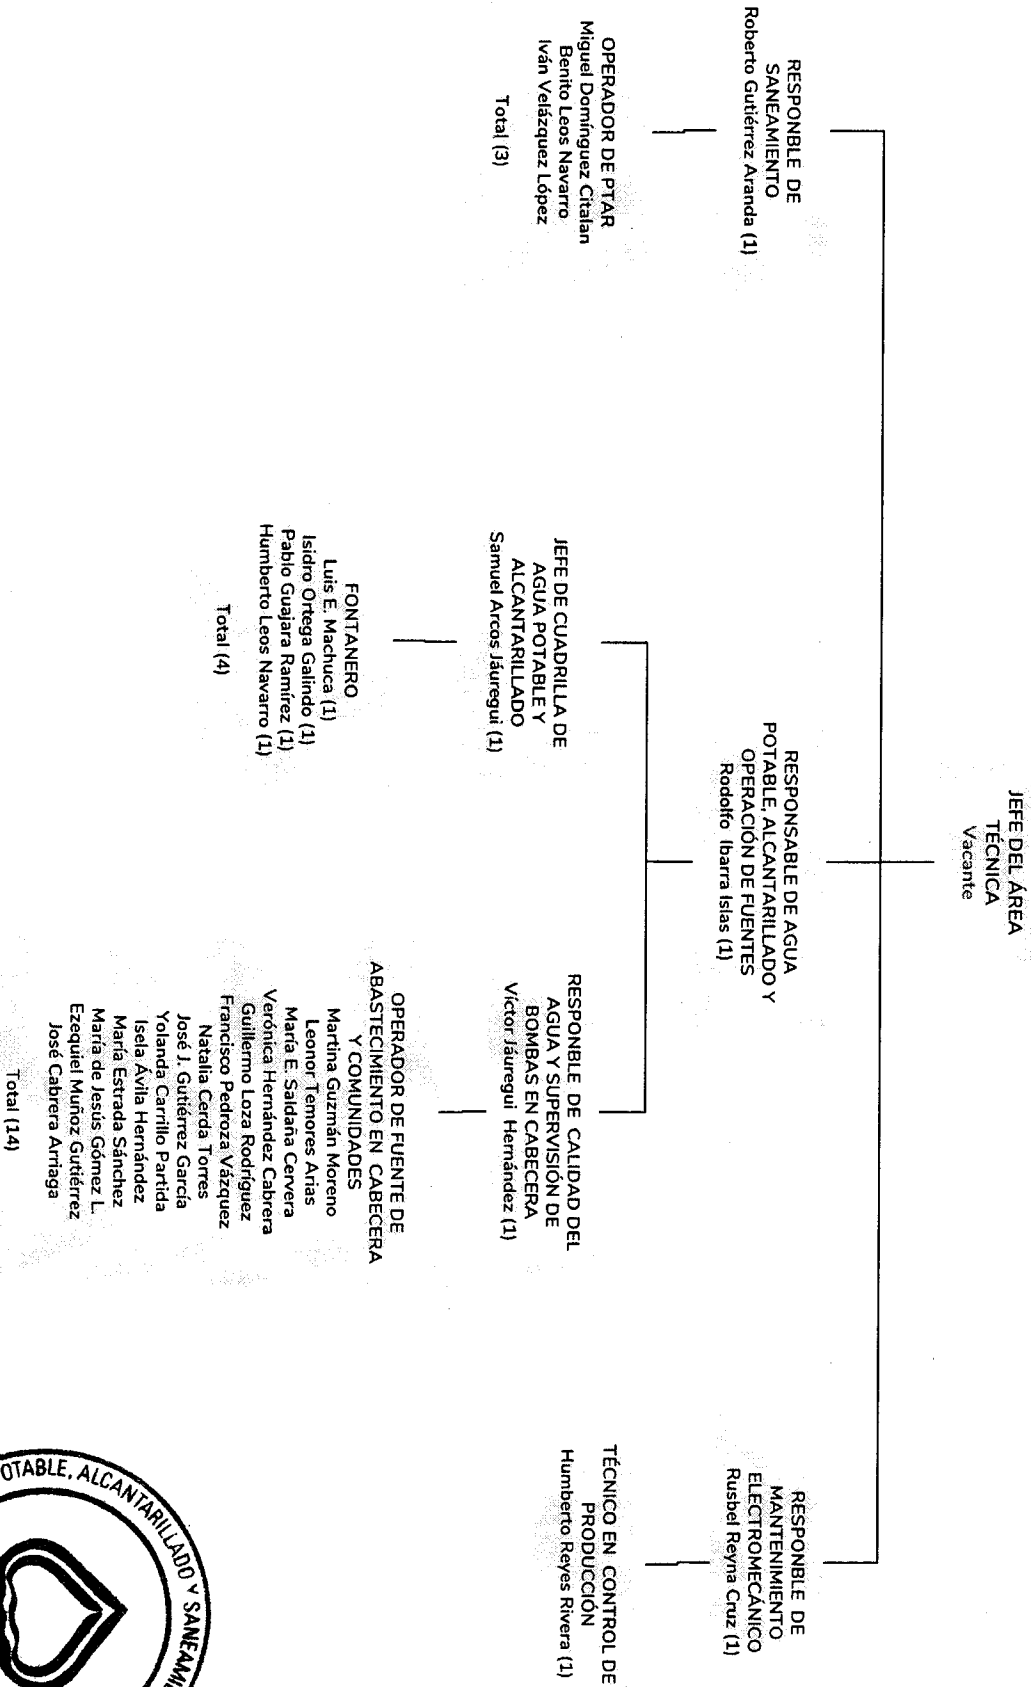 JEFE DEL ÁREA
TÉCNICA
Vacante
RESPONBLE DE
SANEAMIENTO
Roberto Gutiérrez Aranda (1)
OPERADOR DE PTAR
Miguel Domínguez Citalan
Benito Leos Navarro
Iván Velázquez López
Total (3)
RESPONSABLE DE AGUA
POTABLE, ALCANTARILLADO Y
OPERACIÓN DE FUENTES
Rodolfo Ibarra Islas (1)
JEFE DE CUADRILLA DE
AGUA POTABLE Y
ALCANTARILLADO
Samuel Arcos Jáuregui (1)
FONTANERO
Luis E. Machuca (1)
Isidro Ortega Galindo (1)
Pablo Guajara Ramírez (1)
Humberto Leos Navarro (1)
Total (4)
RESPONBLE DE CALIDAD DEL
AGUA Y SUPERVISIÓN DE
BOMBAS EN CABECERA
Víctor Jáuregui Hernández (1)
OPERADOR DE FUENTE DE
ABASTECIMIENTO EN CABECERA
Y COMUNIDADES
Martina Guzmán Moreno
Leonor Temores Arias
María E. Saldaña Cervera
Verónica Hernández Cabrera
Guillermo Loza Rodríguez
Francisco Pedroza Vázquez
Natalia Cerda Torres
José J. Gutiérrez García
Yolanda Carrillo Partida
Isela Ávila Hernández
María Estrada Sánchez
María de Jesús Gómez L.
Ezequiel Muñoz Gutiérrez
José Cabrera Arriaga
Total (14)
RESPONBLE DE
MANTENIMIENTO
ELECTROMECÁNICO
Rusbel Reyna Cruz (1)
TÉCNICO EN CONTROL DE
PRODUCCIÓN
Humberto Reyes Rivera (1)
OTABLE, ALCANTARILLADO Y SANEAMI